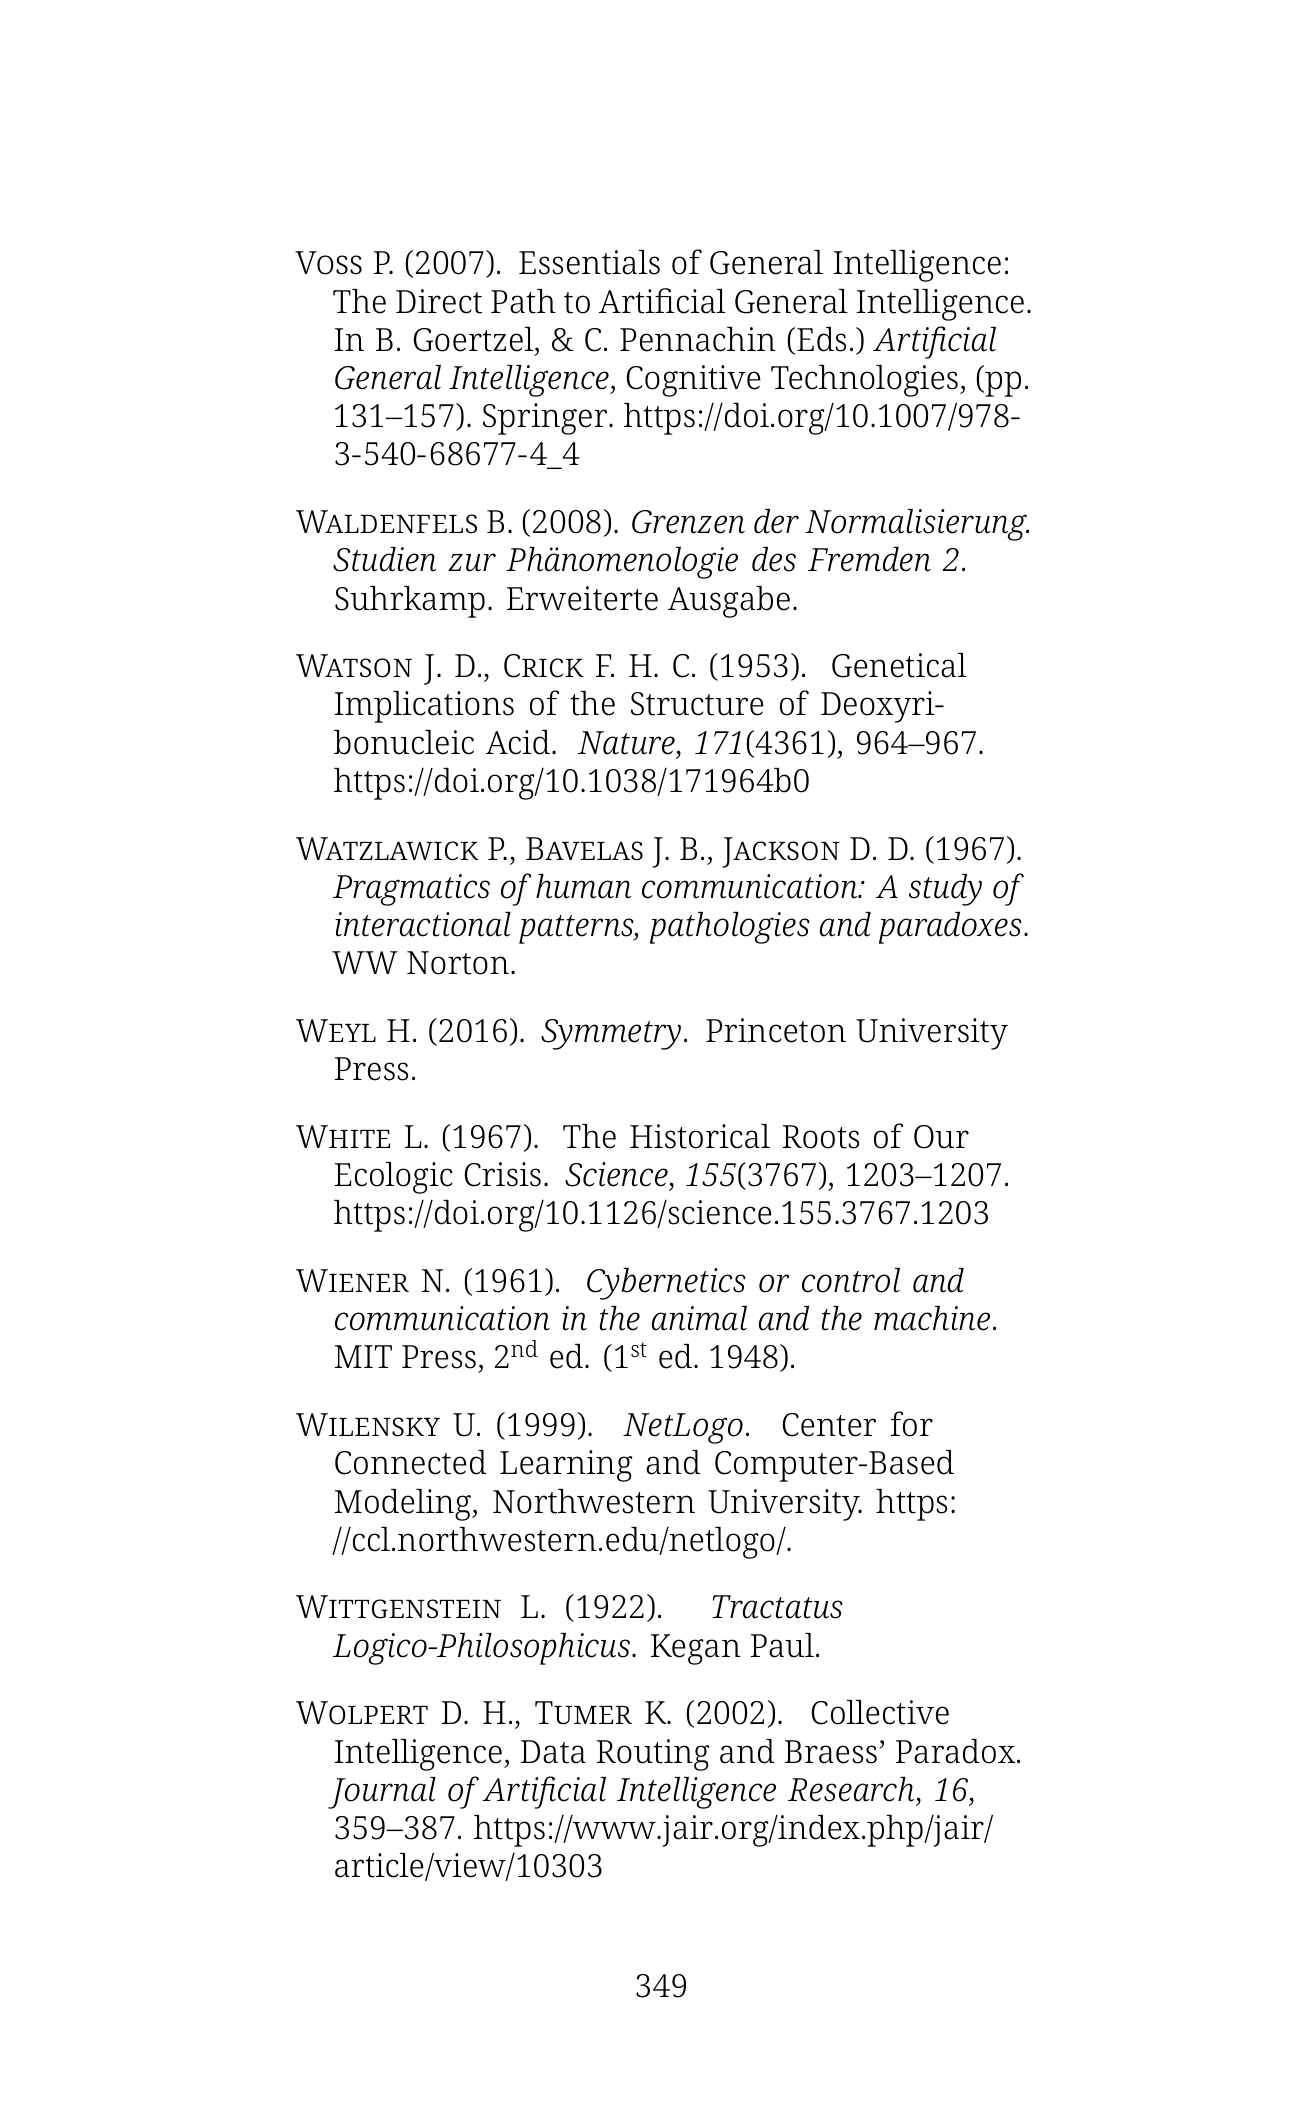 Voss P. (2007). Essentials of General Intelligence:
The Direct Path to Artificial General Intelligence.
In B. Goertzel, & C. Pennachin (Eds.) Artificial
General Intelligence, Cognitive Technologies, (pp.
131–157). Springer. https://doi.org/10.1007/978-
3-540-68677-4_4
Waldenfels B. (2008). Grenzen der Normalisierung.
Studien zur Phänomenologie des Fremden 2.
Suhrkamp. Erweiterte Ausgabe.
Watson J. D., Crick F. H. C. (1953). Genetical
Implications of the Structure of Deoxyri-
bonucleic Acid. Nature, 171(4361), 964–967.
https://doi.org/10.1038/171964b0
Watzlawick P., Bavelas J. B., Jackson D. D. (1967).
Pragmatics of human communication: A study of
interactional patterns, pathologies and paradoxes.
WW Norton.
Weyl H. (2016). Symmetry. Princeton University
Press.
White L. (1967). The Historical Roots of Our
Ecologic Crisis. Science, 155(3767), 1203–1207.
https://doi.org/10.1126/science.155.3767.1203
Wiener N. (1961). Cybernetics or control and
communication in the animal and the machine.
MIT Press, 2nd ed. (1st ed. 1948).
Wilensky U. (1999). NetLogo. Center for
Connected Learning and Computer-Based
Modeling, Northwestern University. https:
//ccl.northwestern.edu/netlogo/.
Wittgenstein L. (1922). Tractatus
Logico-Philosophicus. Kegan Paul.
Wolpert D. H., Tumer K. (2002). Collective
Intelligence, Data Routing and Braess’ Paradox.
Journal of Artificial Intelligence Research, 16,
359–387. https://www.jair.org/index.php/jair/
article/view/10303
349